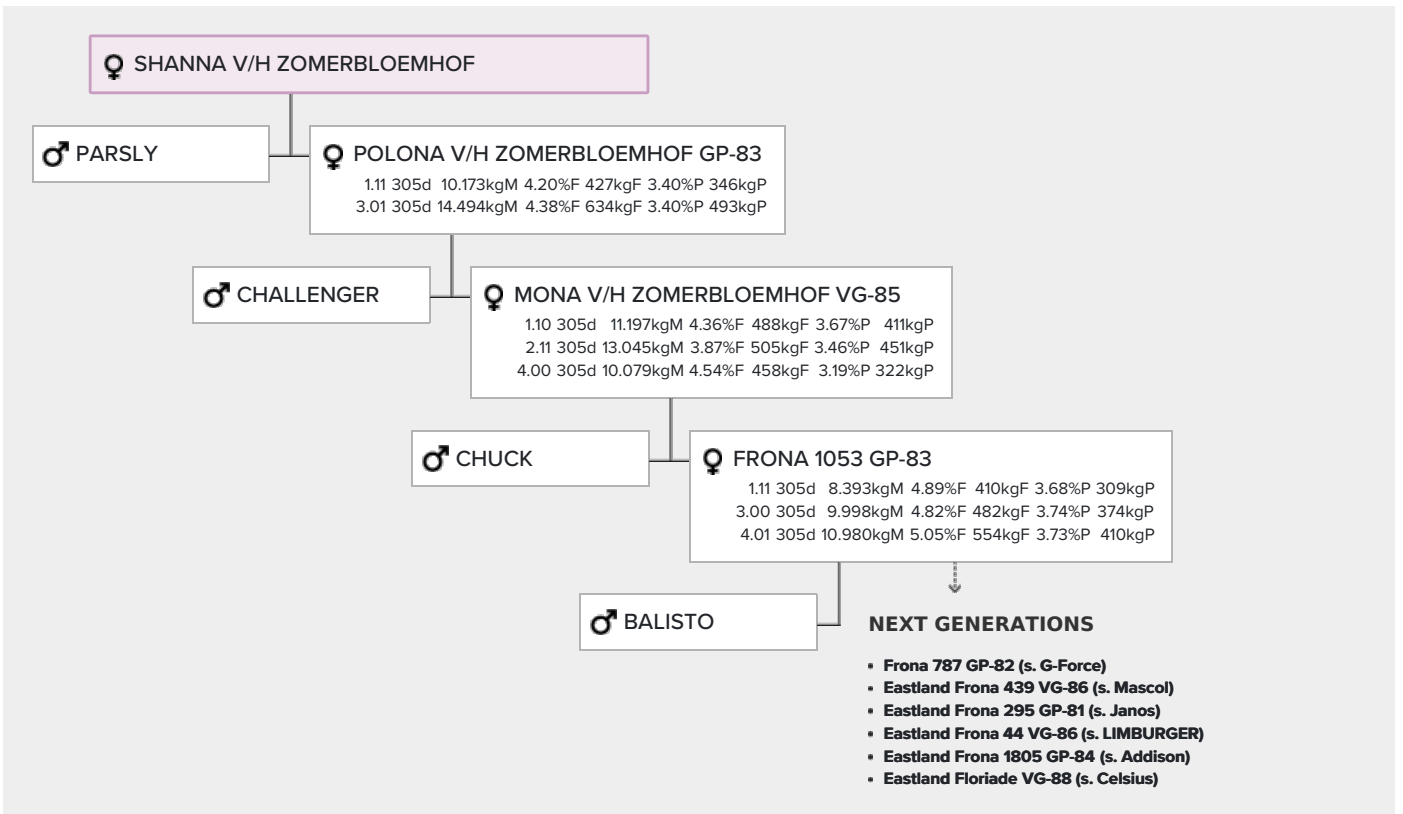 SHANNA V/H ZOMERBLOEMHOF
PARSLY
POLONA V/H ZOMERBLOEMHOF GP-83
1.11 305d 10.173kgM 4.20%F 427kgF 3.40%P 346kgP
3.01 305d 14.494kgM 4.38%F 634kgF 3.40%P 493kgP
CHALLENGER
MONA V/H ZOMERBLOEMHOF VG-85
1.10 305d 11.197kgM 4.36%F 488kgF 3.67%P 411kgP
2.11 305d 13.045kgM 3.87%F 505kgF 3.46%P 451kgP
4.00 305d 10.079kgM 4.54%F 458kgF 3.19%P 322kgP
CHUCK
FRONA 1053 GP-83
1.11 305d 8.393kgM 4.89%F 410kgF 3.68%P 309kgP
3.00 305d 9.998kgM 4.82%F 482kgF 3.74%P 374kgP
4.01 305d 10.980kgM 5.05%F 554kgF 3.73%P 410kgP
BALISTO
NEXT GENERATIONS
• Frona 787 GP-82 (s. G-Force)
• Eastland Frona 439 VG-86 (s. Mascol)
• Eastland Frona 295 GP-81 (s. Janos)
• Eastland Frona 44 VG-86 (s. LIMBURGER)
• Eastland Frona 1805 GP-84 (s. Addison)
• Eastland Floriade VG-88 (s. Celsius)